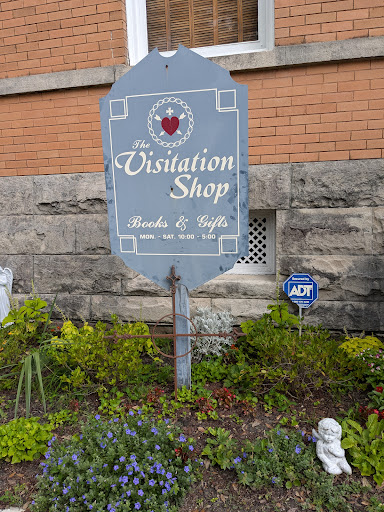 The
Visitation
Shop
Books & Gifts
MON. - SAT. 10:00 - 5:00
ADT